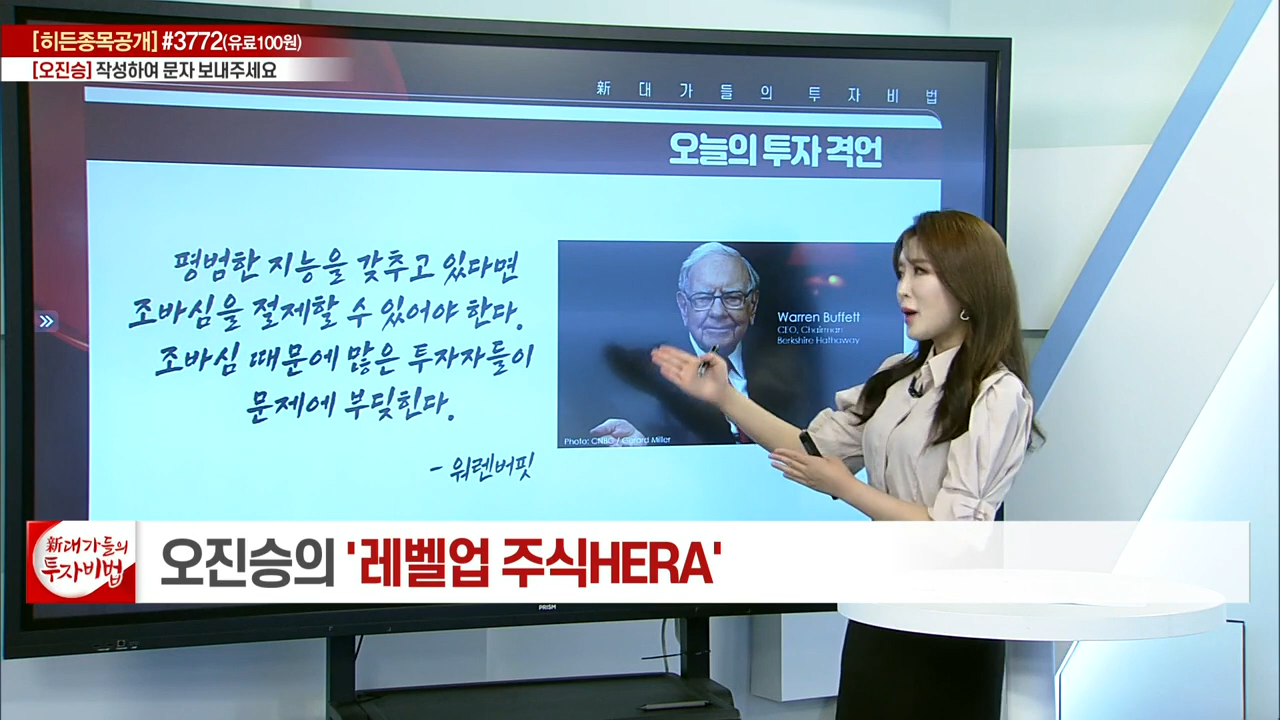 [히든종목공개] #3772(유료100원)
[오진승] 작성하여 문자 보내주세요
新 대 가 들 의 투 자 비 법
오늘의 투자 격언
평범한 지능을 갖추고 있다면
조바심을 절제할 수 있어야 한다.
조바심 때문에 많은 투자자들이
문제에 부딪힌다.
- 워렌버핏
Warren Buffett
CEO, Chairman
Berkshire Hathaway
Photo: CNBC / Gerard Miller
新대가들의
투자비법
오진승의 '레벨업 주식HERA'
PRISM